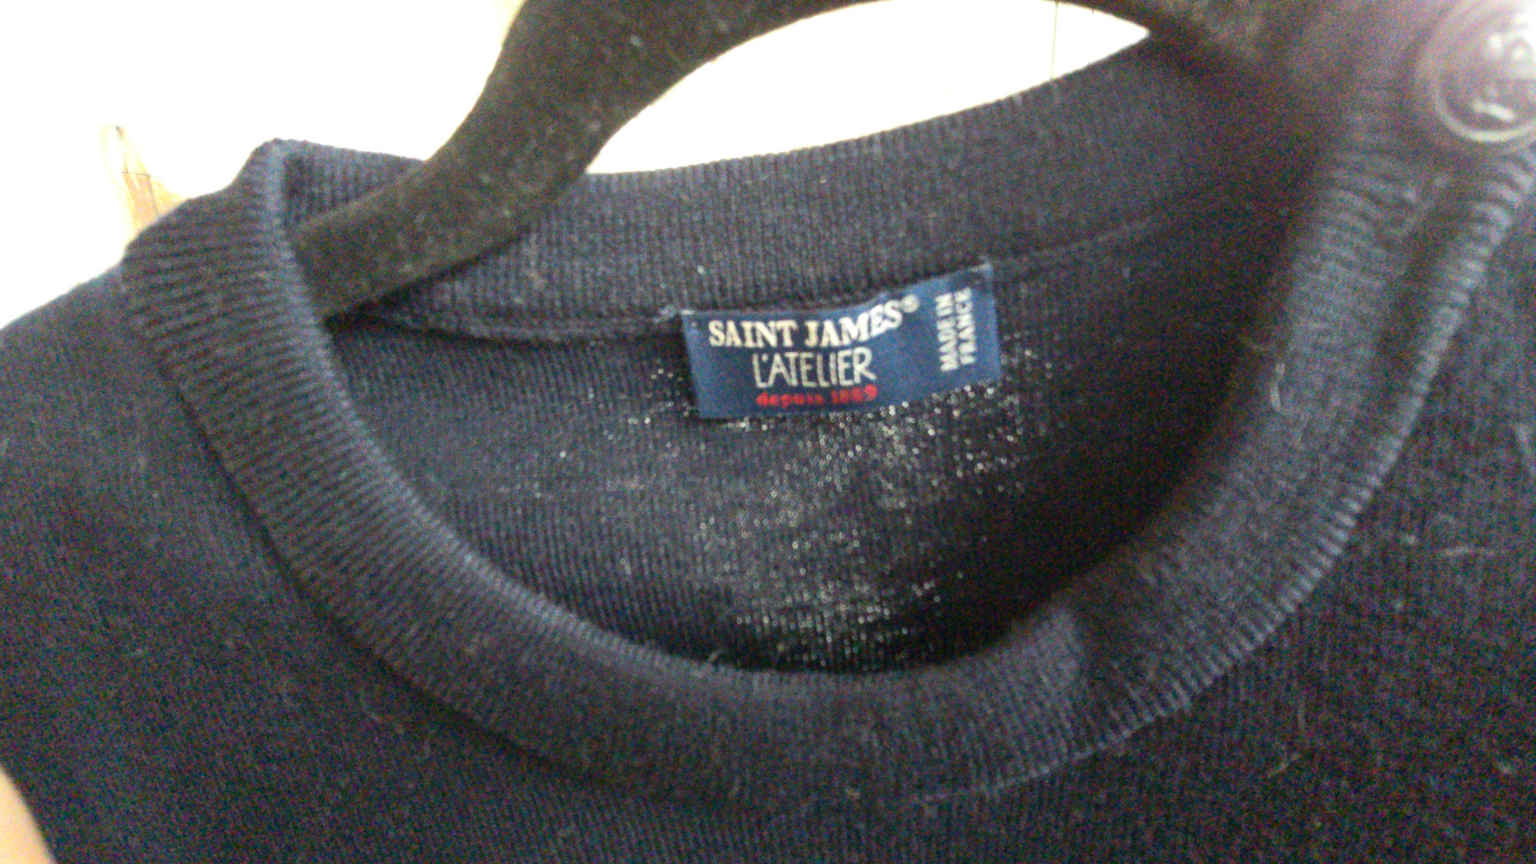 SAINT JAMES®
L'ATELIER
depuis 1889
MADE IN
FRANCE